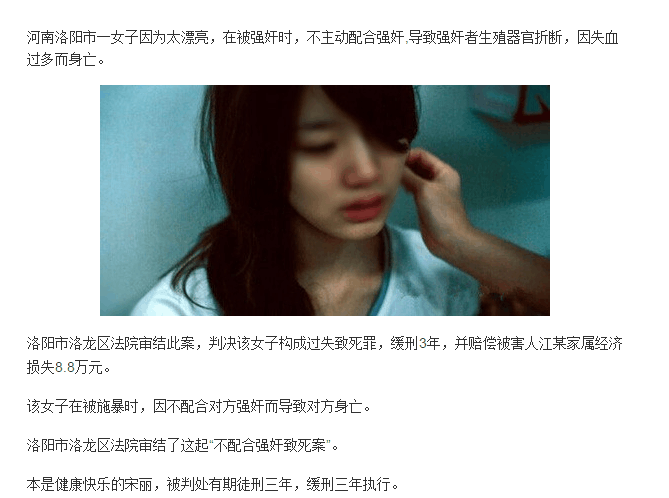 河南洛阳市一女子因为太漂亮，在被强奸时，不主动配合强奸,导致强奸者生殖器官折断，因失血
过多而身亡。
洛阳市洛龙区法院审结此案，判决该女子构成过失致死罪，缓刑3年，并赔偿被害人江某家属经济
损失8.8万元。
该女子在被施暴时，因不配合对方强奸而导致对方身亡。
洛阳市洛龙区法院审结了这起“不配合强奸致死案”。
本是健康快乐的宋丽，被判处有期徒刑三年，缓刑三年执行。